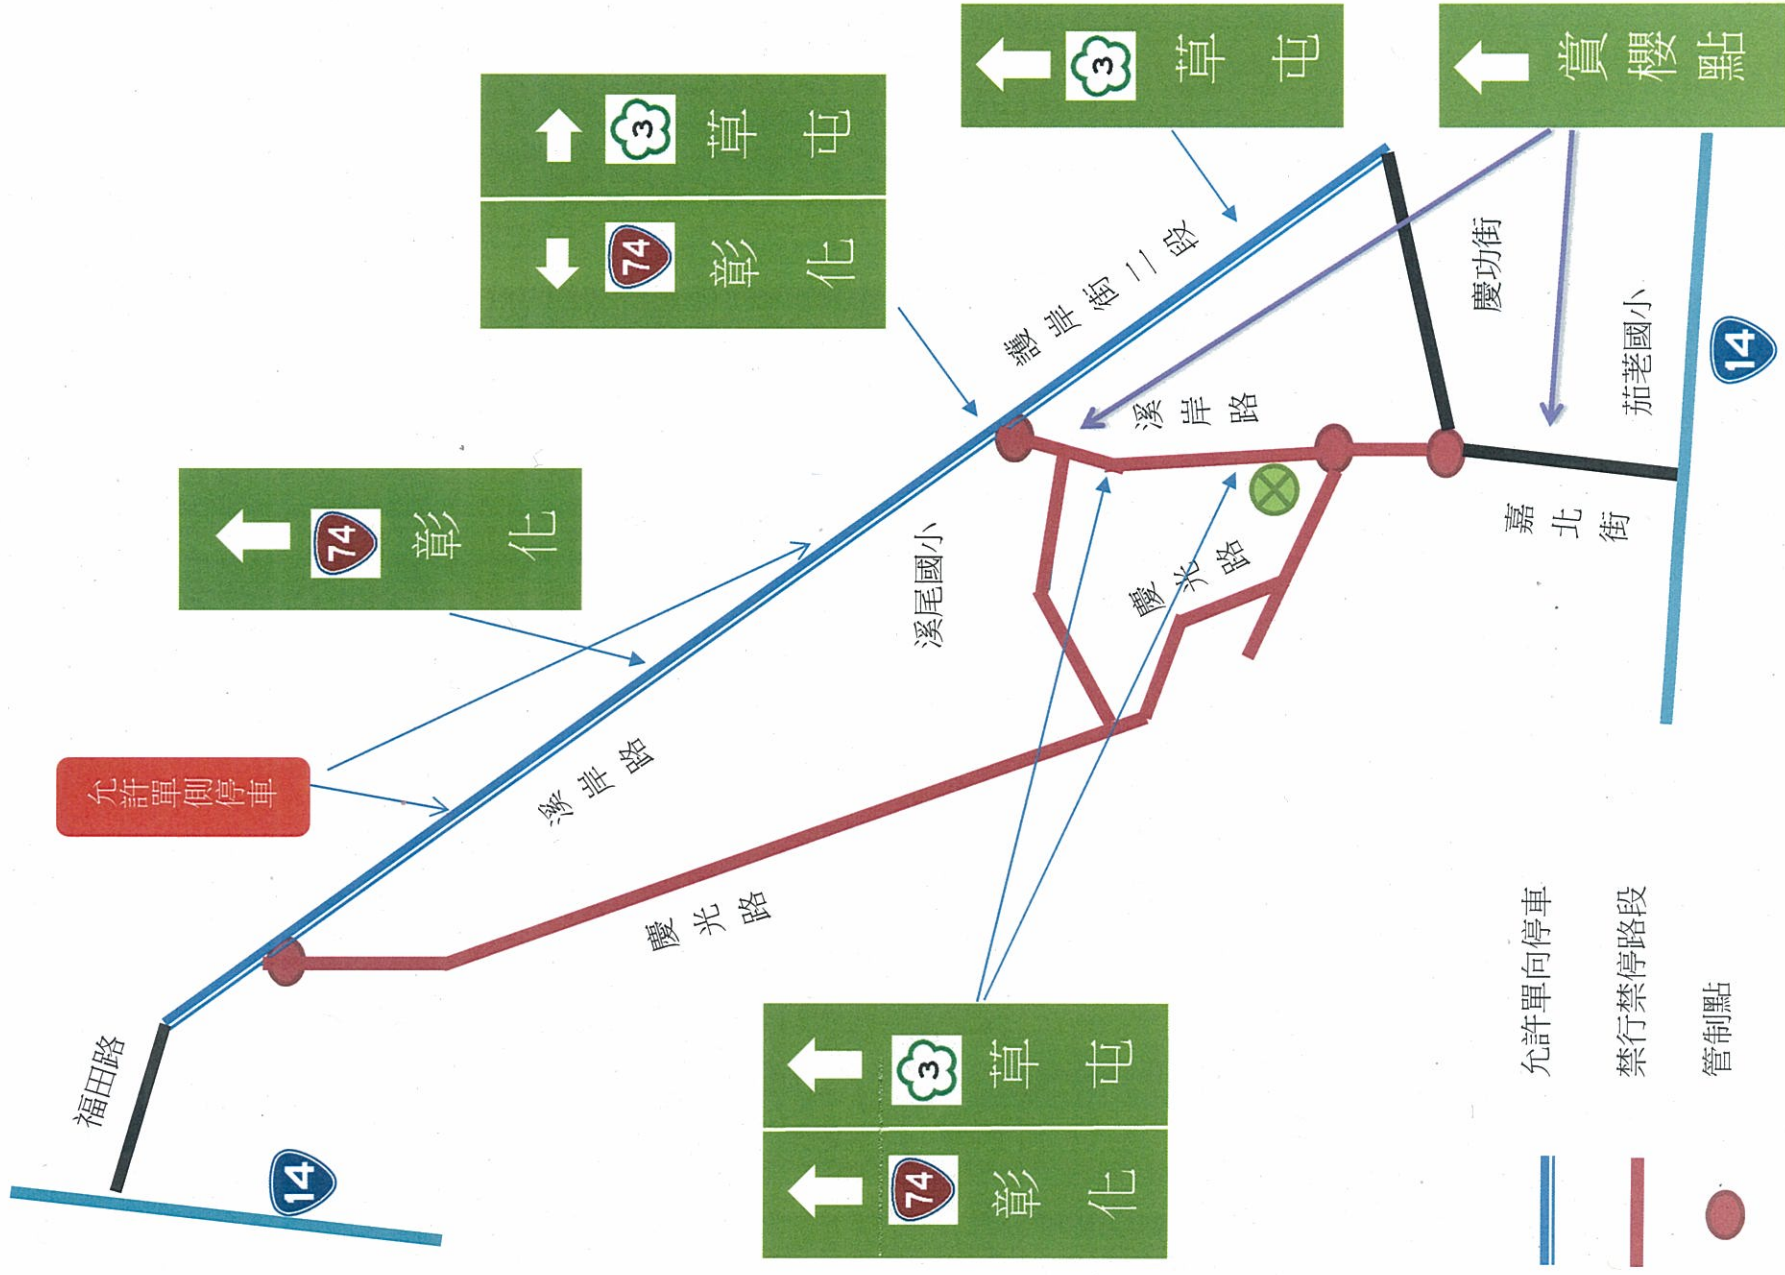 福田路
14
允許單側停車
74
彰化
74
彰化
3
草屯
3
草屯
賞櫻點
護岸街二段
溪岸路
溪尾國小
溪岸路
慶光路
慶光路
慶功街
茄荖國小
14
嘉北街
74
彰化
3
草屯
允許單向停車
禁行禁停路段
管制點